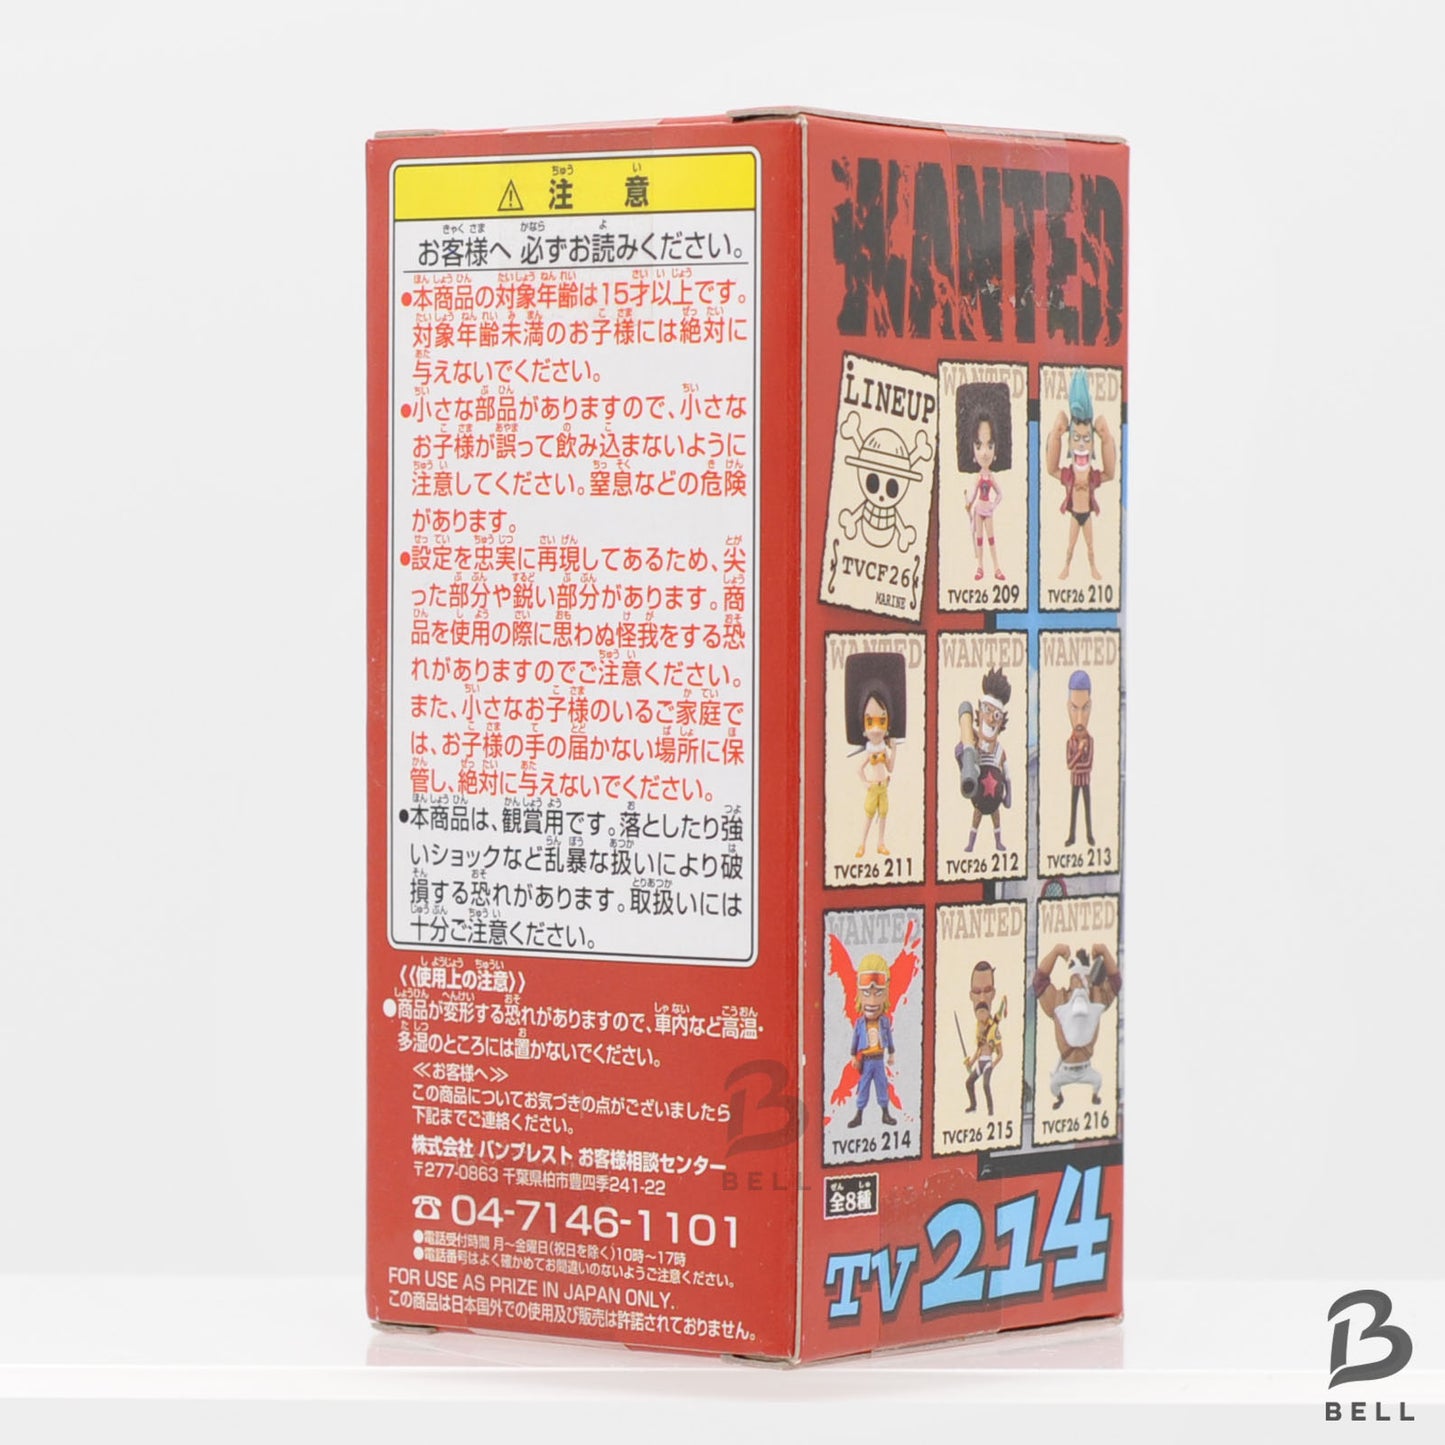 ⚠ 注意
お客様へ 必ずお読みください。
●本商品の対象年齢は15才以上です。
対象年齢未満のお子様には絶対に
与えないでください。
●小さな部品がありますので、小さな
お子様が誤って飲み込まないように
注意してください。窒息などの危険
があります。
●設定を忠実に再現してあるため、尖
った部分や鋭い部分があります。商
品を使用の際に思わぬ怪我をする恐
れがありますのでご注意ください。
また、小さなお子様のいるご家庭で
は、お子様の手の届かない場所に保
管し、絶対に与えないでください。
●本商品は、観賞用です。落としたり強
いショックなど乱暴な扱いにより破
損する恐れがあります。取扱いには
十分ご注意ください。
《使用上の注意》
●商品が変形する恐れがありますので、車内など高温・
多湿のところには置かないでください。
≪お客様へ≫
この商品についてお気づきの点がございましたら
下記までご連絡ください。
株式会社 バンプレスト お客様相談センター
〒277-0863 千葉県柏市豊四季241-22
☎04-7146-1101
●電話受付時間 月～金曜日(祝日を除く)10時～17時
●電話番号はよく確かめてお間違いのないようご注意ください。
FOR USE AS PRIZE IN JAPAN ONLY.
この商品は日本国外での使用及び販売は許諾されておりません。
WANTED
LINEUP
TVCF26
MARINE
WANTED
TVCF26 209
WANTED
TVCF26 210
WANTED
TVCF26 211
WANTED
TVCF26 212
WANTED
TVCF26 213
WANTED
TVCF26 214
WANTED
TVCF26 215
WANTED
TVCF26 216
全8種
TV 214
B
BELL
B
BELL